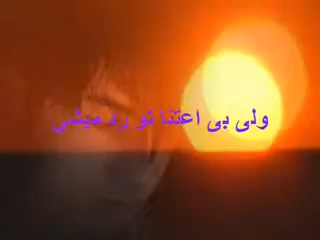 ولی بی اعتنا تو رد میشی